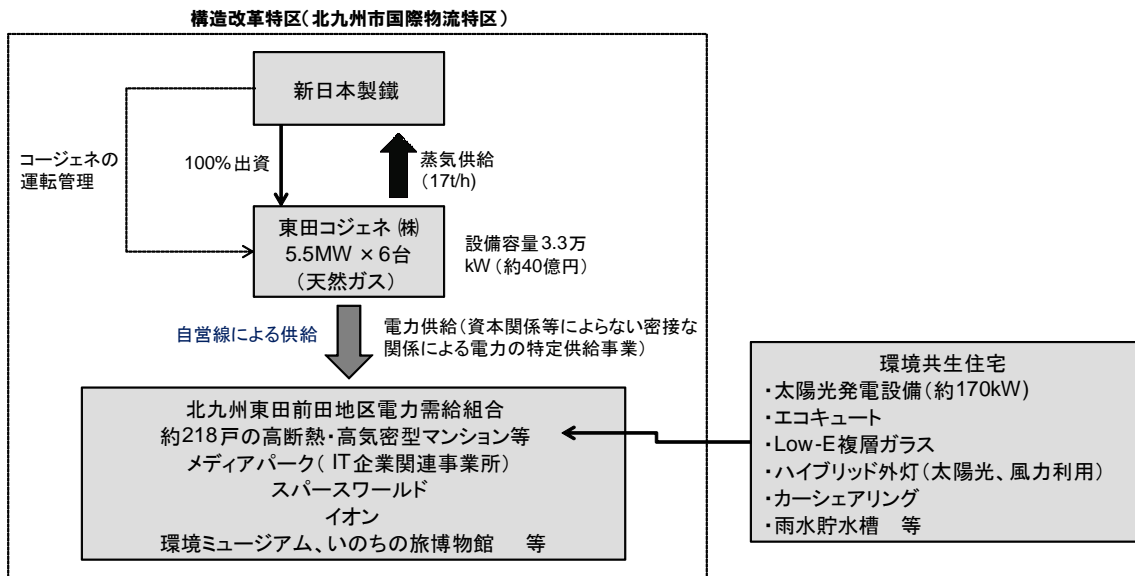 構造改革特区(北九州市国際物流特区)
新日本製鐵
コージェネの
運転管理
100%出資
蒸気供給
(17t/h)
東田コジェネ ㈱
5.5MW × 6台
(天然ガス)
設備容量3.3万
kW(約40億円)
自営線による供給
電力供給(資本関係等によらない密接な
関係による電力の特定供給事業)
北九州東田前田地区電力需給組合
約218戸の高断熱・高気密型マンション等
メディアパーク( IT企業関連事業所)
スパースワールド
イオン
環境ミュージアム、いのちの旅博物館 等
環境共生住宅
・太陽光発電設備(約170kW)
・エコキュート
・Low-E複層ガラス
・ハイブリッド外灯(太陽光、風力利用)
・カーシェアリング
・雨水貯水槽 等